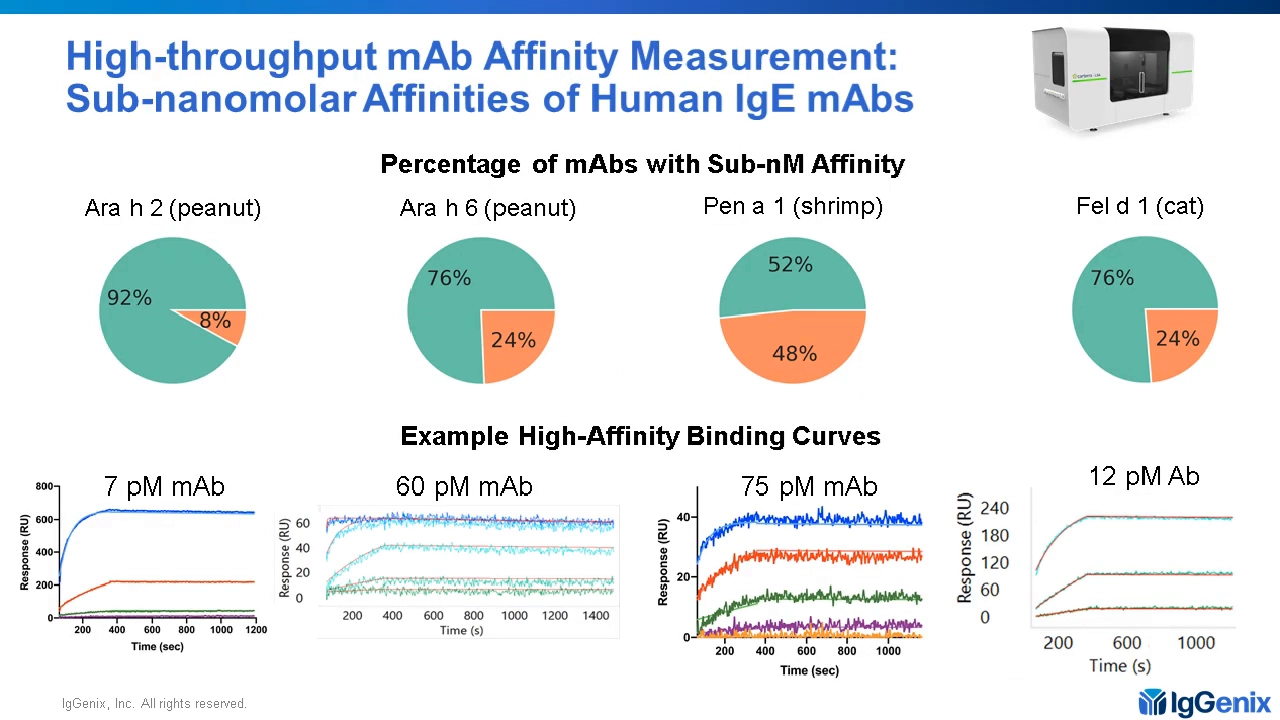 High-throughput mAb Affinity Measurement:
Sub-nanomolar Affinities of Human IgE mAbs
Percentage of mAbs with Sub-nM Affinity
Ara h 2 (peanut)
Ara h 6 (peanut)
Pen a 1 (shrimp)
Fel d 1 (cat)
92%
8%
76%
24%
52%
48%
76%
24%
Example High-Affinity Binding Curves
7 pM mAb
800
600
400
200
0
Response (RU)
200 400 600 800 1000 1200
Time (sec)
60 pM mAb
60
40
20
0
Response (RU)
200 400 600 800 1000 1200 1400
Time (s)
75 pM mAb
40
20
0
Response (RU)
200 400 600 800 1000
Time (sec)
12 pM Ab
240
180
120
60
0
Response (RU)
200 600 1000
Time (s)
IgGenix, Inc. All rights reserved.
IgGenix